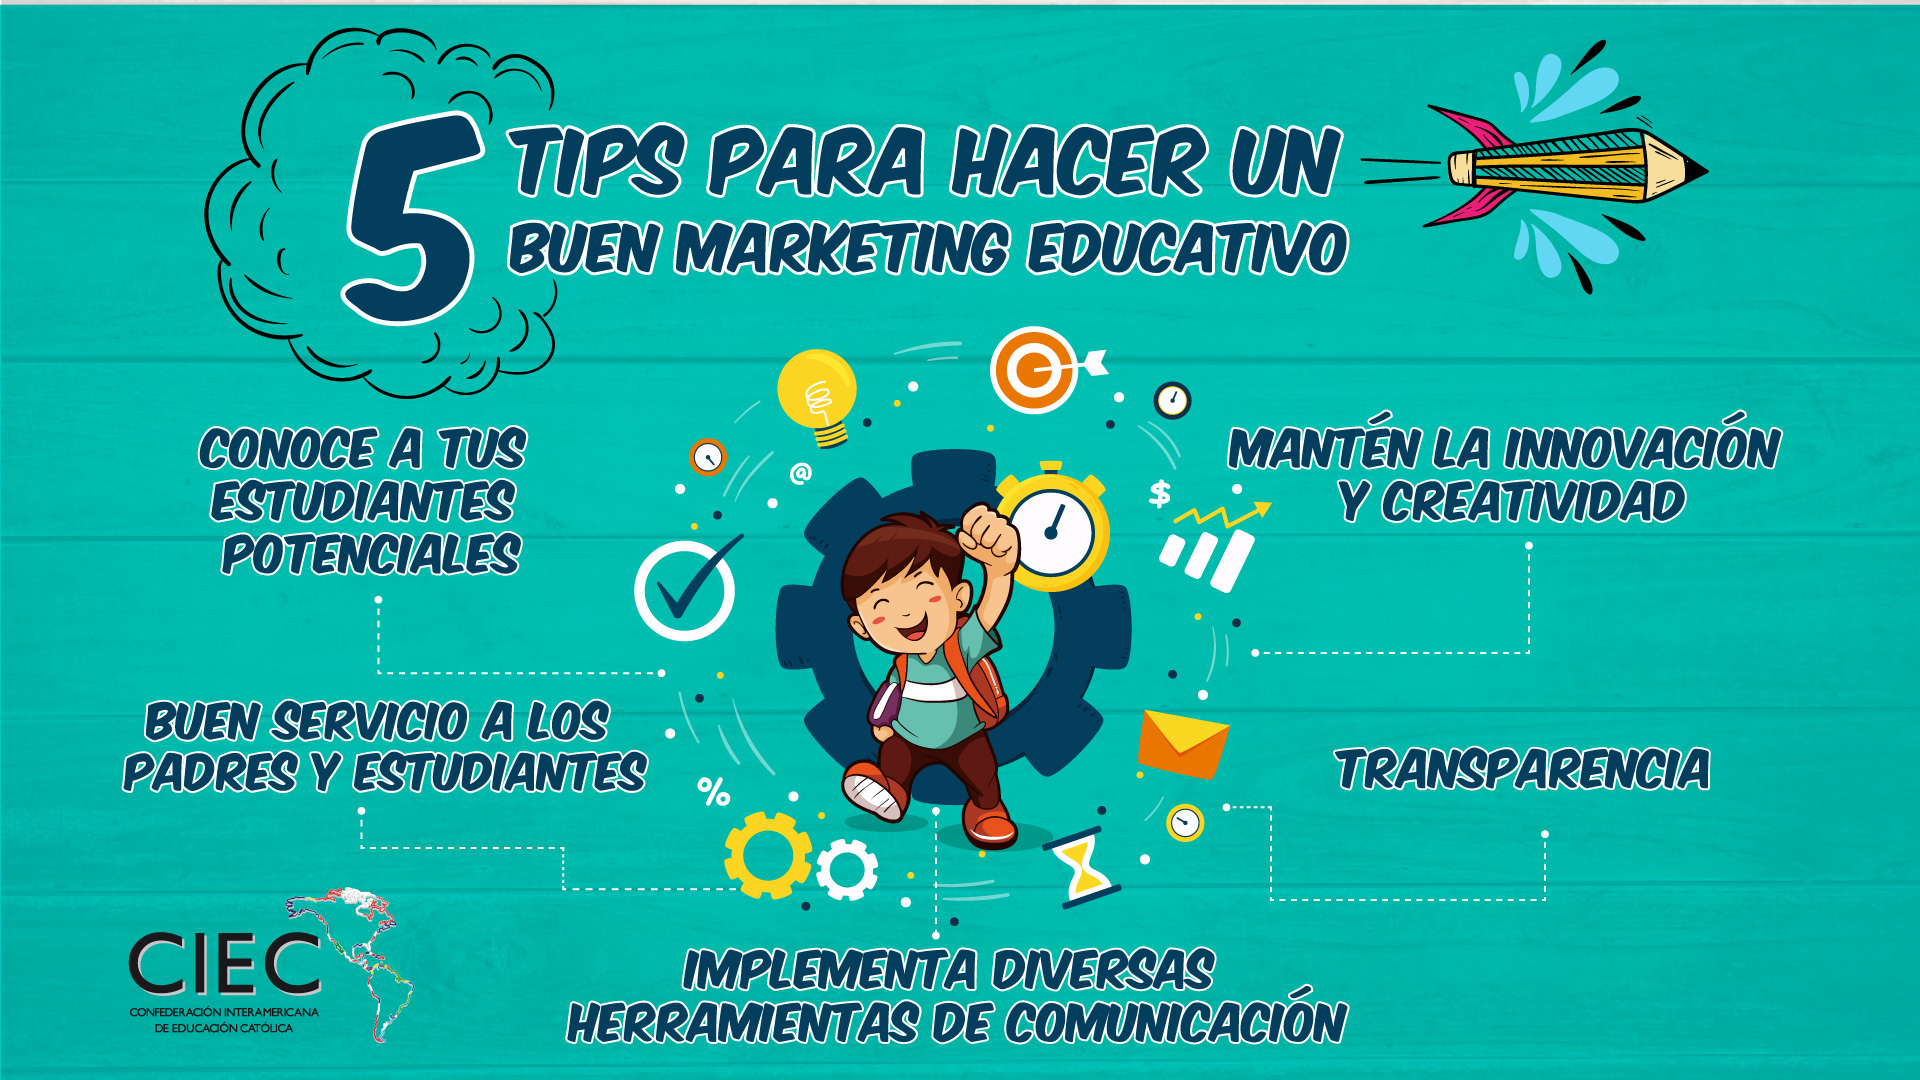 5 TIPS PARA HACER UN
BUEN MARKETING EDUCATIVO
CONOCE A TUS
ESTUDIANTES
POTENCIALES
MANTÉN LA INNOVACIÓN
Y CREATIVIDAD
BUEN SERVICIO A LOS
PADRES Y ESTUDIANTES
TRANSPARENCIA
IMPLEMENTA DIVERSAS
HERRAMIENTAS DE COMUNICACIÓN
@
$
%
CIEC
CONFEDERACIÓN INTERAMERICANA
DE EDUCACIÓN CATÓLICA